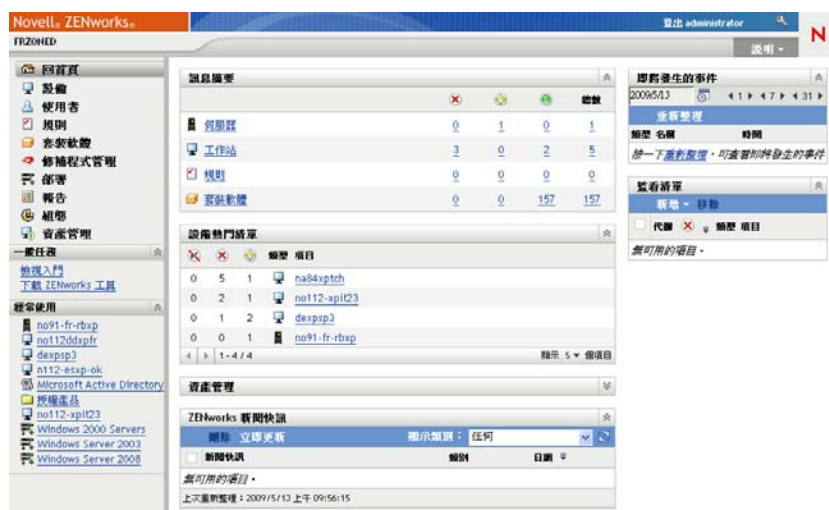 Novell® ZENworks®
登出 administrator
FRZONED
說明
回首頁
設備
使用者
規則
套裝軟體
修補程式管理
部署
報告
組態
資產管理
一般任務
檢視入門
下載 ZENworks 工具
經常使用
no91-fr-rbxp
no112ddxpfr
dexpsp3
n112-esxp-ok
Microsoft Active Directory
授權產品
no112-xpit23
Windows 2000 Servers
Windows Server 2003
Windows Server 2008
訊息摘要
總數
伺服器 0 1 0 1
工作站 3 0 2 5
規則 0 0 0 0
套裝軟體 0 0 157 157
設備熱門清單
類型 項目
0 5 1 na84xptch
0 2 1 no112-xpit23
0 1 2 dexpsp3
0 0 1 no91-fr-rbxp
1-4 / 4 顯示 5 個項目
資產管理
ZENworks 新聞快訊
刪除 立即更新 顯示類別: 任何
新聞快訊 類別 日期
無可用的項目。
上次重新整理:2009/5/13 上午 09:56:15
即將發生的事件
2009/5/13 1 7 31
重新整理
類型 名稱 時間
按一下重新整理,可查看即將發生的事件
監看清單
新增 移除
代辦 類型 項目
無可用的項目。
N